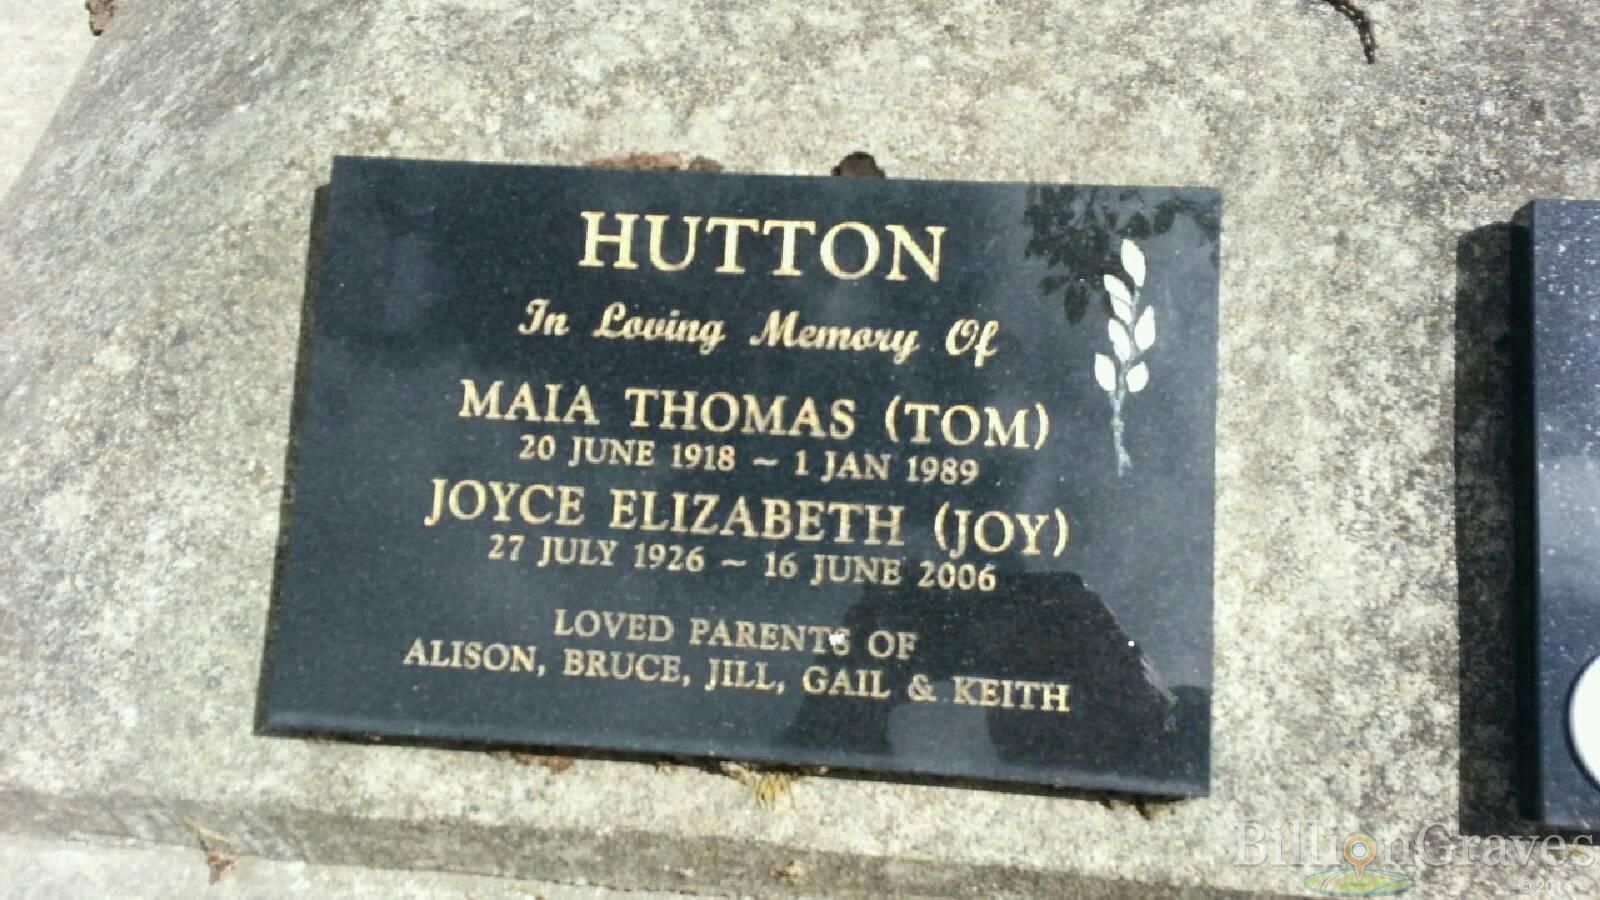 HUTTON
In Loving Memory Of
MAIA THOMAS (TOM)
20 JUNE 1918 ~ 1 JAN 1989
JOYCE ELIZABETH (JOY)
27 JULY 1926 ~ 16 JUNE 2006
LOVED PARENTS OF
ALISON, BRUCE, JILL, GAIL & KEITH
BillionGraves
© 2014